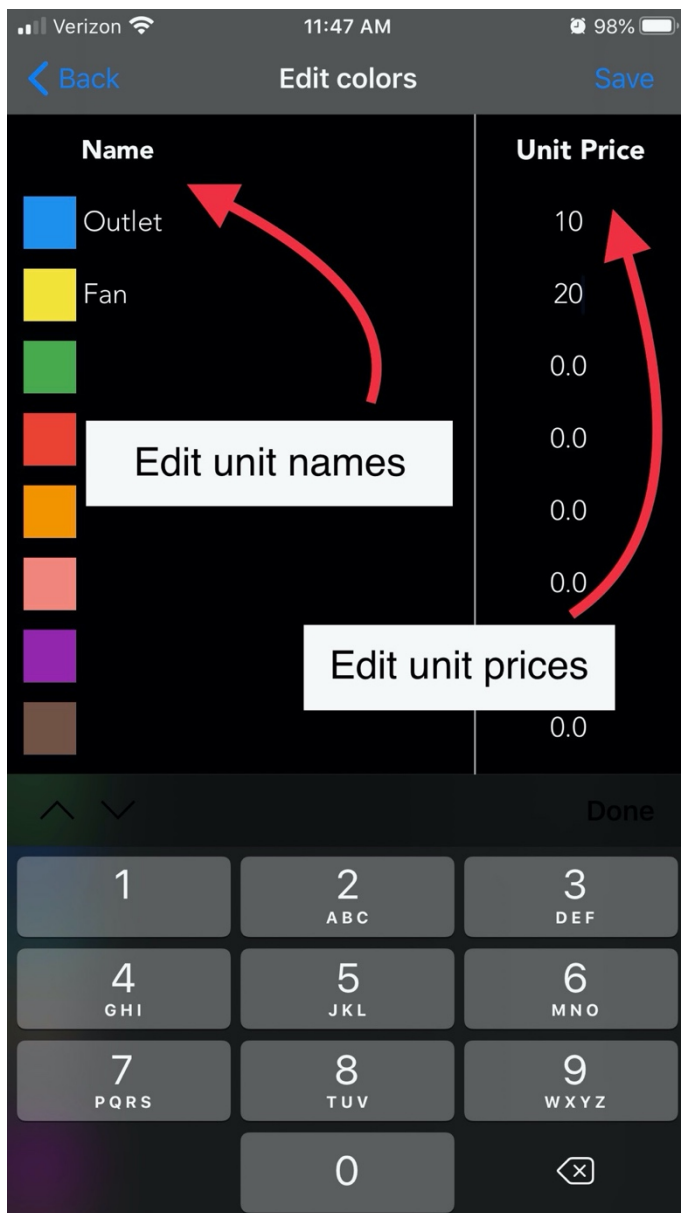 Verizon 11:47 AM 98%
Back Edit colors Save
Name Unit Price
Outlet 10
Fan 20
0.0
0.0
Edit unit names
0.0
0.0
Edit unit prices
0.0
Done
1 2 3
ABC DEF
4 5 6
GHI JKL MNO
7 8 9
PQRS TUV WXYZ
0